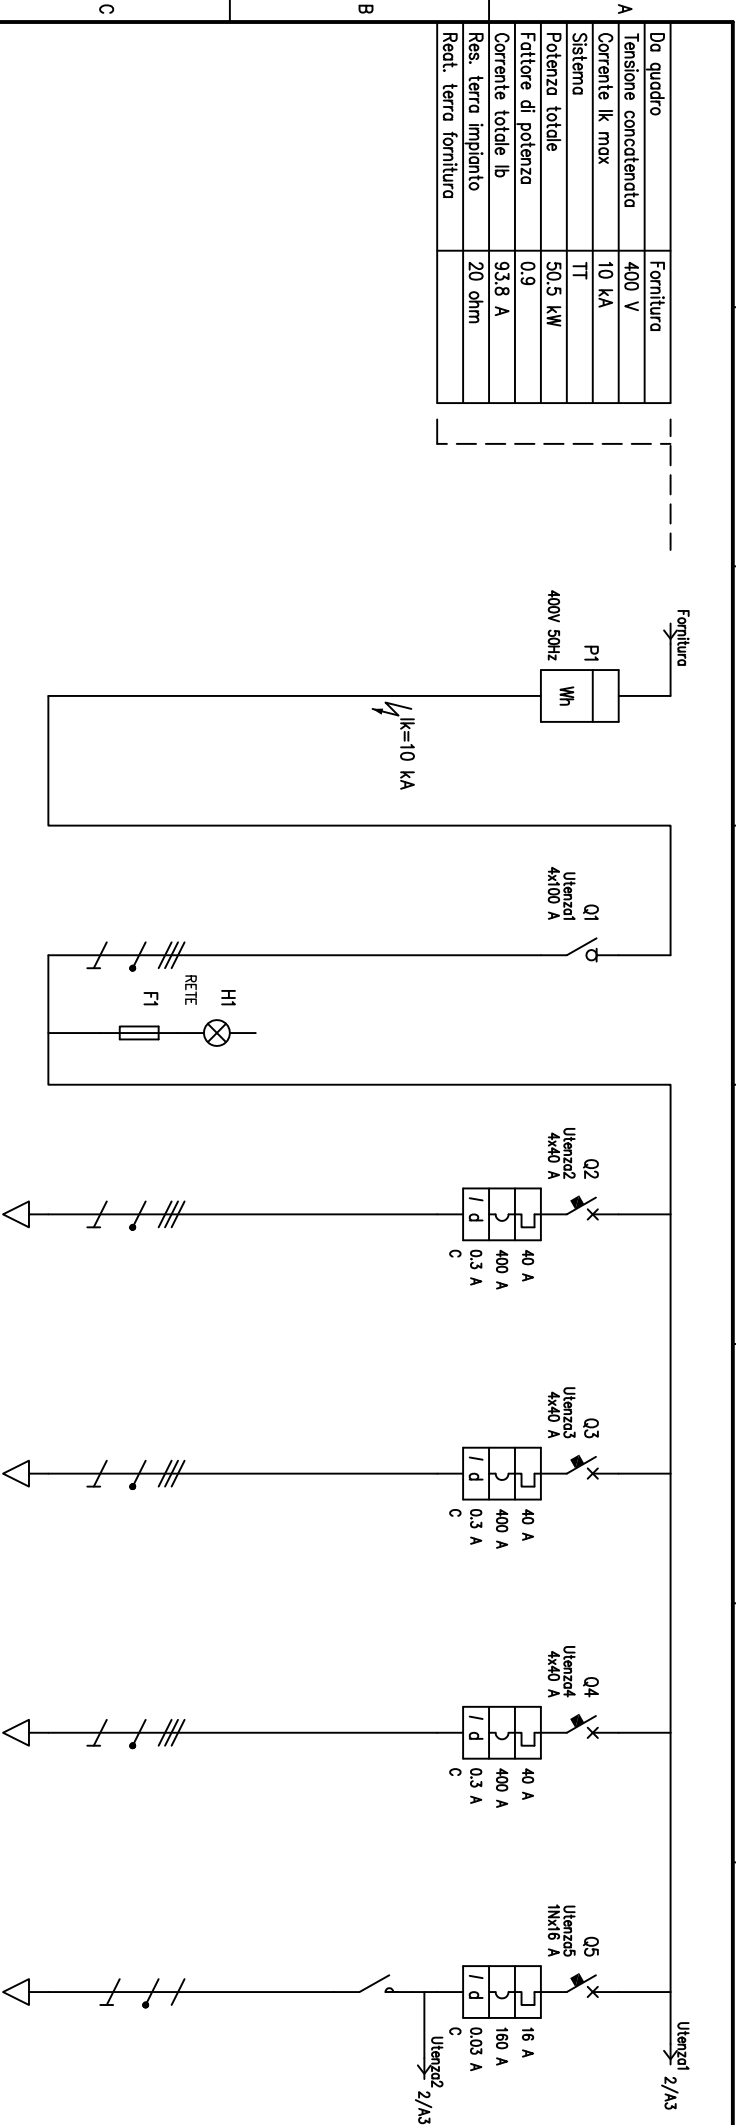 A
B
C
Da quadro Fornitura
Tensione concatenata 400 V
Corrente Ik max 10 kA
Sistema TT
Potenza totale 50.5 kW
Fattore di potenza 0.9
Corrente totale Ib 93.8 A
Res. terra impianto 20 ohm
Reat. terra fornitura
Fornitura
P1
400V 50Hz
Wh
Ik=10 kA
Q1
Utenza1
4x100 A
H1
RETE
F1
Q2
Utenza2
4x40 A
40 A
400 A
I d 0.3 A
C
Q3
Utenza3
4x40 A
40 A
400 A
I d 0.3 A
C
Q4
Utenza4
4x40 A
40 A
400 A
I d 0.3 A
C
Q5
Utenza5
1Nx16 A
16 A
160 A
I d 0.03 A
C
Utenza1
2/A3
Utenza2
2/A3